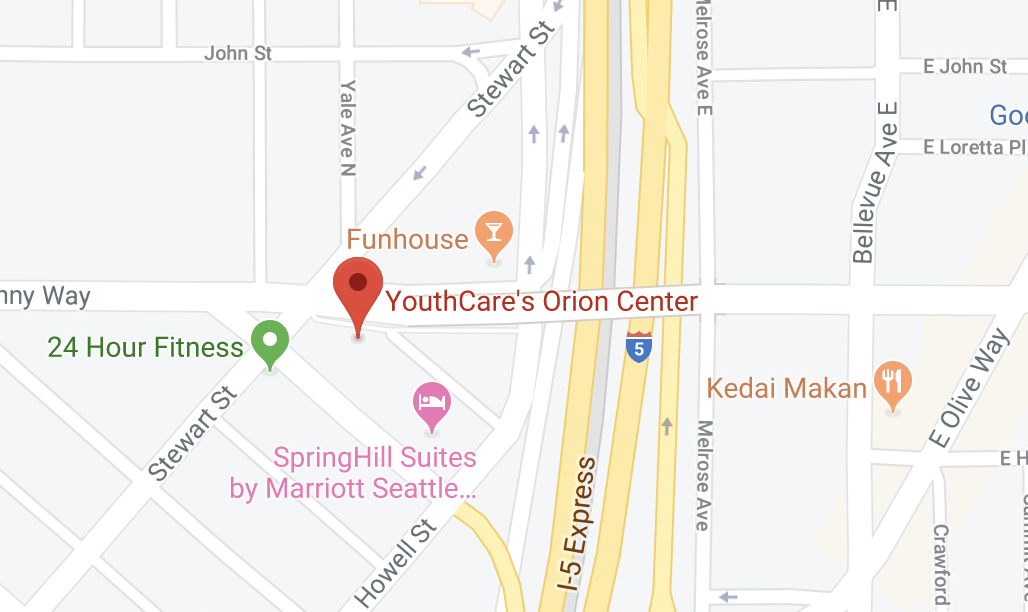 John St
Stewart St
Yale Ave N
Melrose Ave E
E
E John St
Goo
E Loretta Pl
Bellevue Ave E
Funhouse
nny Way
YouthCare's Orion Center
24 Hour Fitness
5
Kedai Makan
E Olive Way
Stewart St
SpringHill Suites
by Marriott Seattle...
Melrose Ave
E H
I-5 Express
Howell St
Crawford